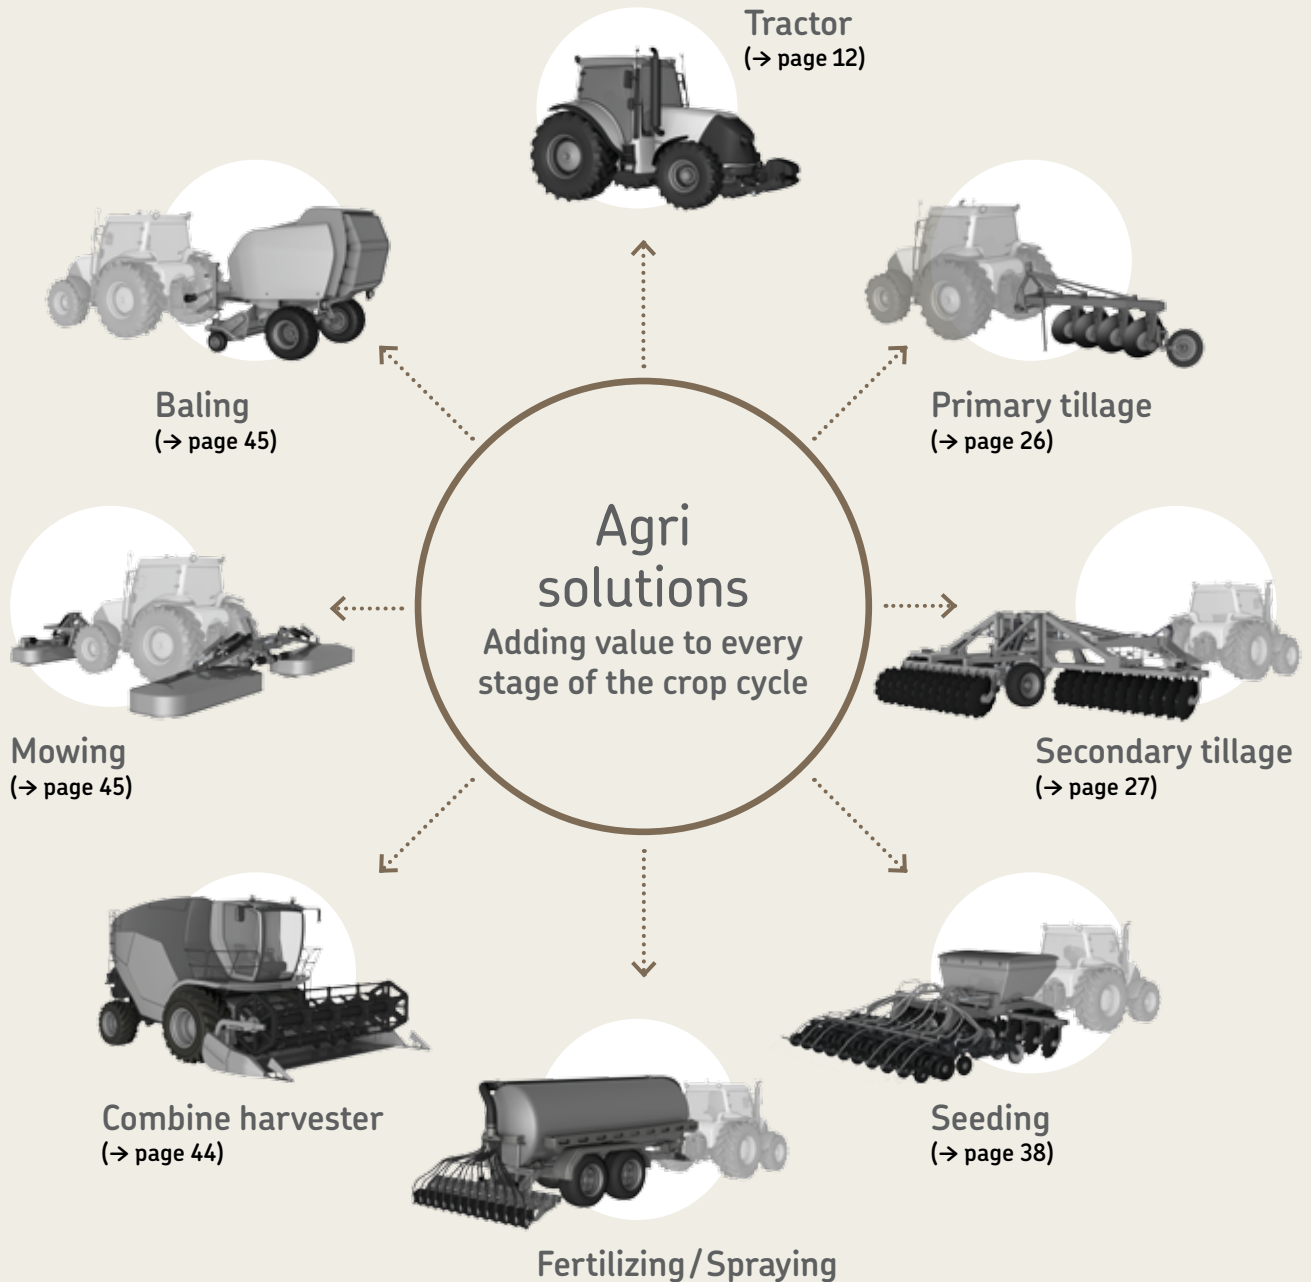 Tractor
(→ page 12)
Baling
(→ page 45)
Primary tillage
(→ page 26)
Agri
solutions
Adding value to every
stage of the crop cycle
Mowing
(→ page 45)
Secondary tillage
(→ page 27)
Combine harvester
(→ page 44)
Seeding
(→ page 38)
Fertilizing / Spraying